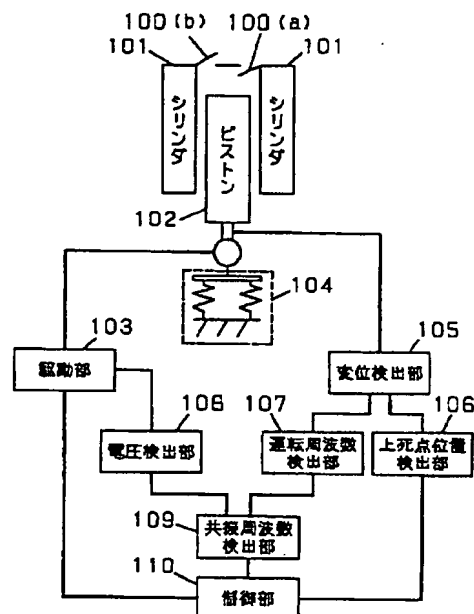 100(b)
100(a)
101
101
シリンダ
ピストン
シリンダ
102
104
103
105
駆動部
変位検出部
106
107
106
電圧検出部
運転周波数
検出部
上死点位置
検出部
109
共振周波数
検出部
110
制御部